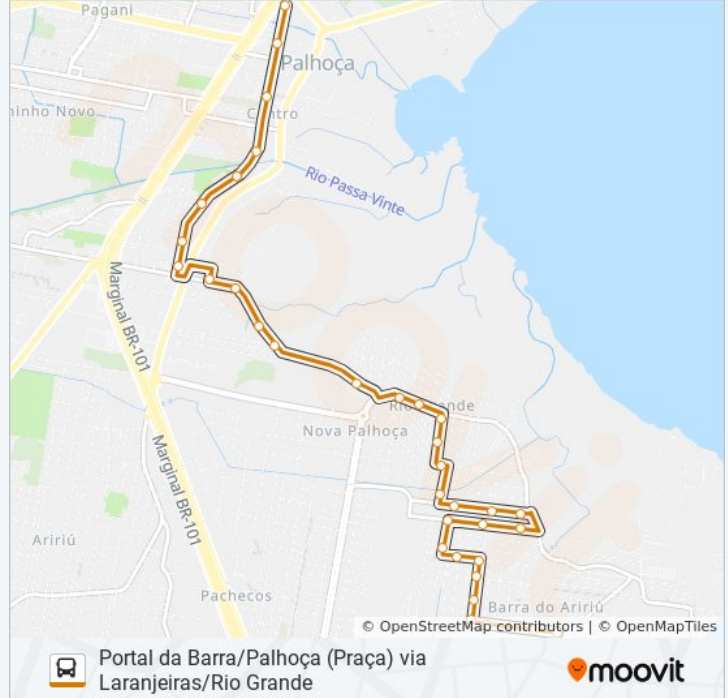 Pagani
Palhoça
minho Novo
Centro
Rio Passa Vinte
Marginal BR-101
Rio Grande
Nova Palhoça
Marginal BR-101
Aririú
Pachecos
Barra do Aririú
© OpenStreetMap contributors | © OpenMapTiles
Portal da Barra/Palhoça (Praça) via
Laranjeiras/Rio Grande
moovit